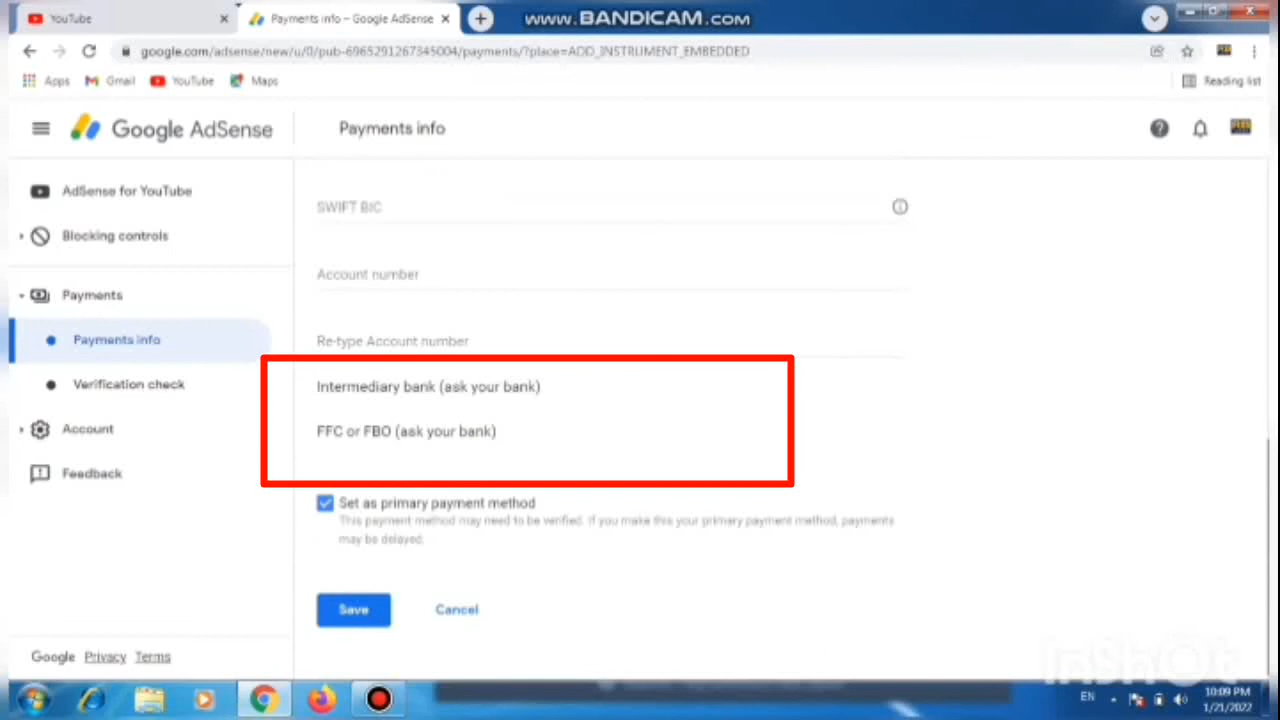 YouTube
Payments info – Google AdSense
www.BANDICAM.com
google.com/adsense/new/u/0/pub-6965291267345004/payments/?place=ADD_INSTRUMENT_EMBEDDED
Apps Gmail YouTube Maps Reading list
Google AdSense
Payments info
AdSense for YouTube
Blocking controls
Payments
Payments info
Verification check
Account
Feedback
SWIFT BIC
Account number
Re-type Account number
Intermediary bank (ask your bank)
FFC or FBO (ask your bank)
Set as primary payment method
This payment method may need to be verified. If you make this your primary payment method, payments
may be delayed.
Save Cancel
Google Privacy Terms
InShOt
EN
10:09 PM
1/21/2022